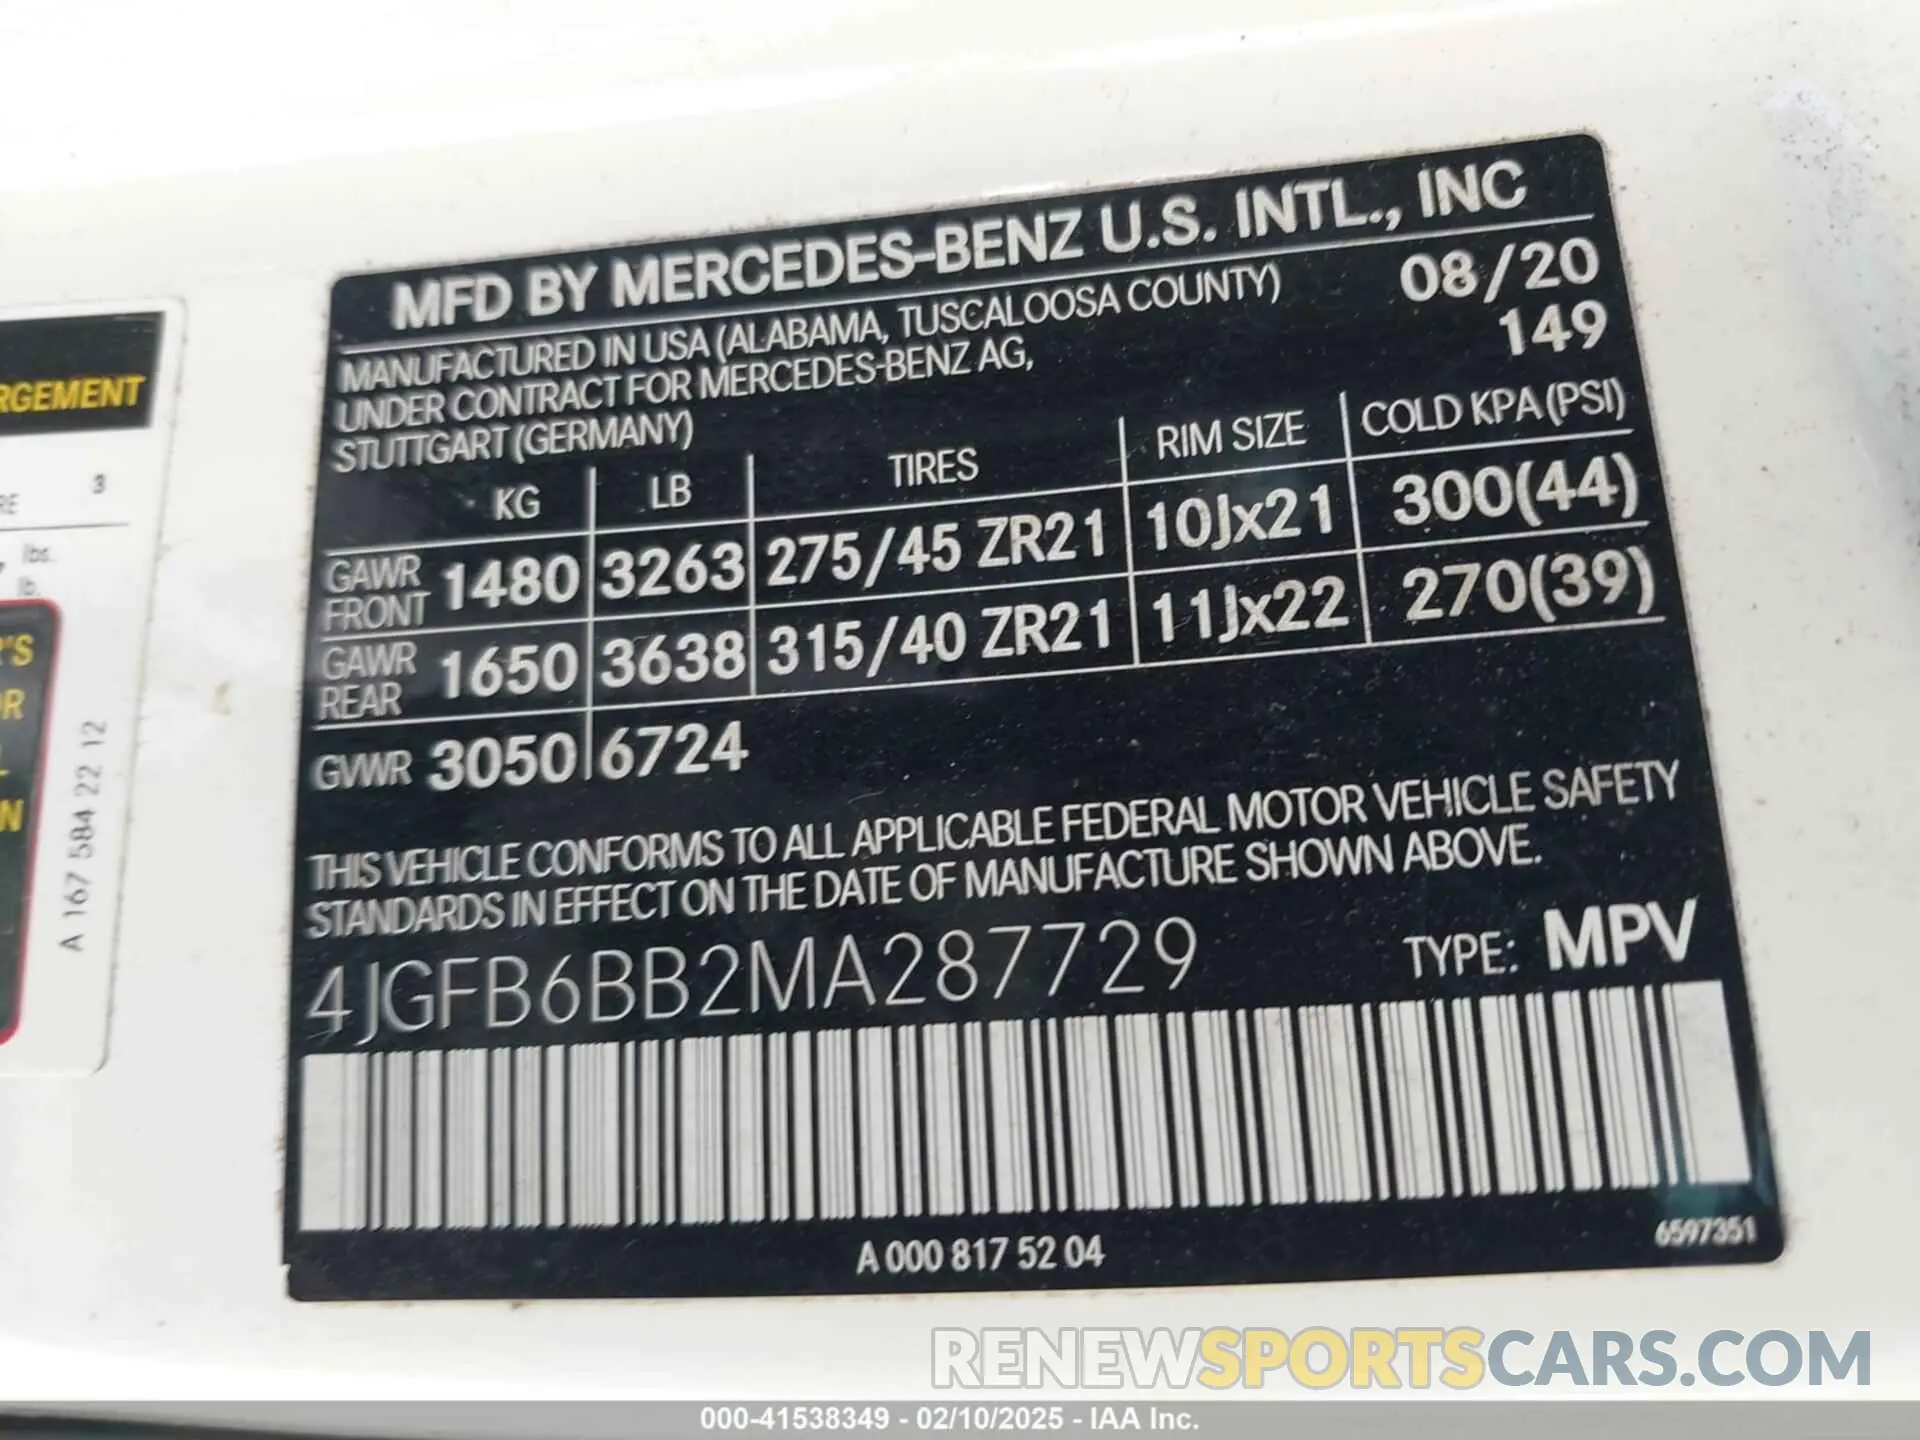 MFD BY MERCEDES-BENZ U.S. INTL., INC
MANUFACTURED IN USA (ALABAMA, TUSCALOOSA COUNTY) 08/20
UNDER CONTRACT FOR MERCEDES-BENZ AG, 149
STUTTGART (GERMANY)
KG LB TIRES RIM SIZE COLD KPA (PSI)
GAWR FRONT 1480 3263 275/45 ZR21 10Jx21 300(44)
GAWR REAR 1650 3638 315/40 ZR21 11Jx22 270(39)
GVWR 3050 6724
THIS VEHICLE CONFORMS TO ALL APPLICABLE FEDERAL MOTOR VEHICLE SAFETY
STANDARDS IN EFFECT ON THE DATE OF MANUFACTURE SHOWN ABOVE.
4JGFB6BB2MA287729 TYPE: MPV
A 000 817 52 04 6597351
RGEMENT
RE a
lbs.
lb.
'S
OR
L
N
A 167 584 22 12
RENEWSPORTSCARS.COM
000-41538349 - 02/10/2025 - IAA Inc.